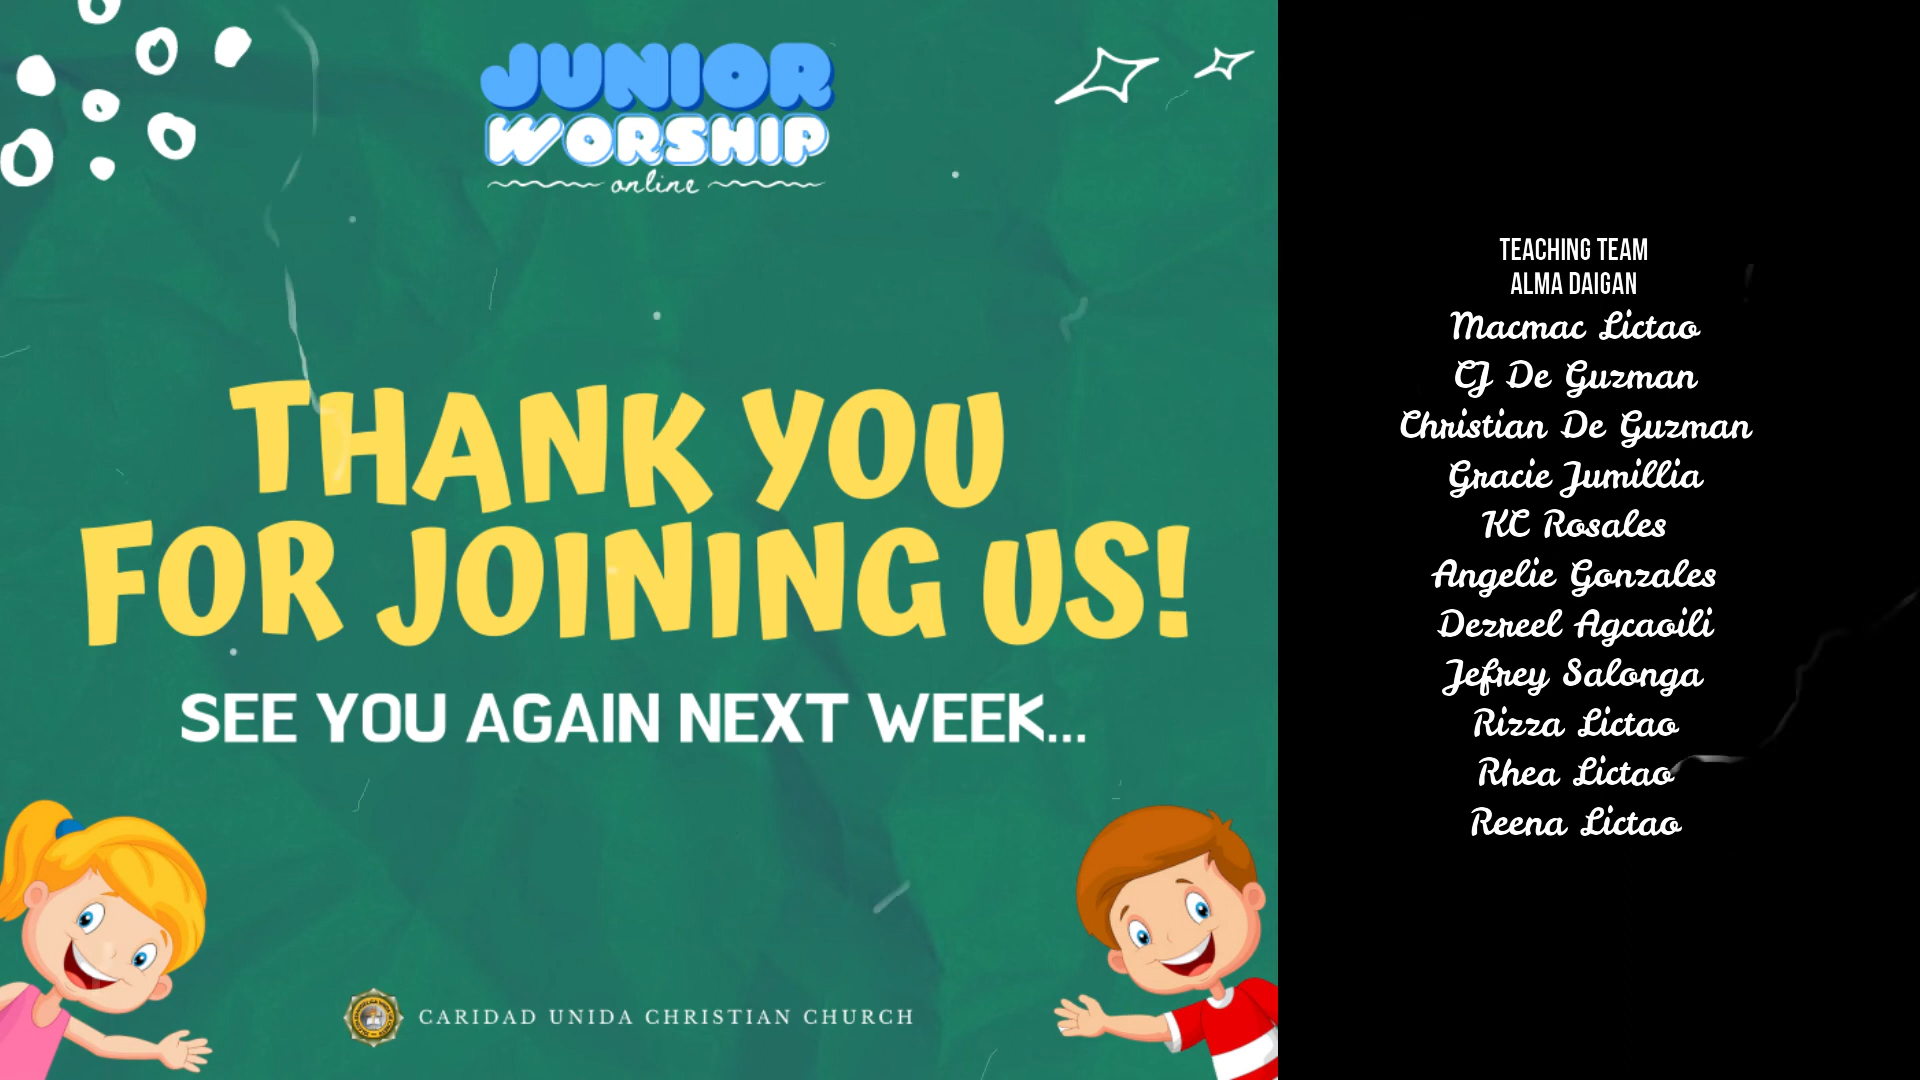 JUNIOR
WORSHIP
online
THANK YOU
FOR JOINING US!
SEE YOU AGAIN NEXT WEEK...
CARIDAD UNIDA CHRISTIAN CHURCH
TEACHING TEAM
ALMA DAIGAN
Macmac Lictao
CJ De Guzman
Christian De Guzman
Gracie Jumillia
KC Rosales
Angelie Gonzales
Dezreel Agcaoili
Jefrey Salonga
Rizza Lictao
Rhea Lictao
Reena Lictao